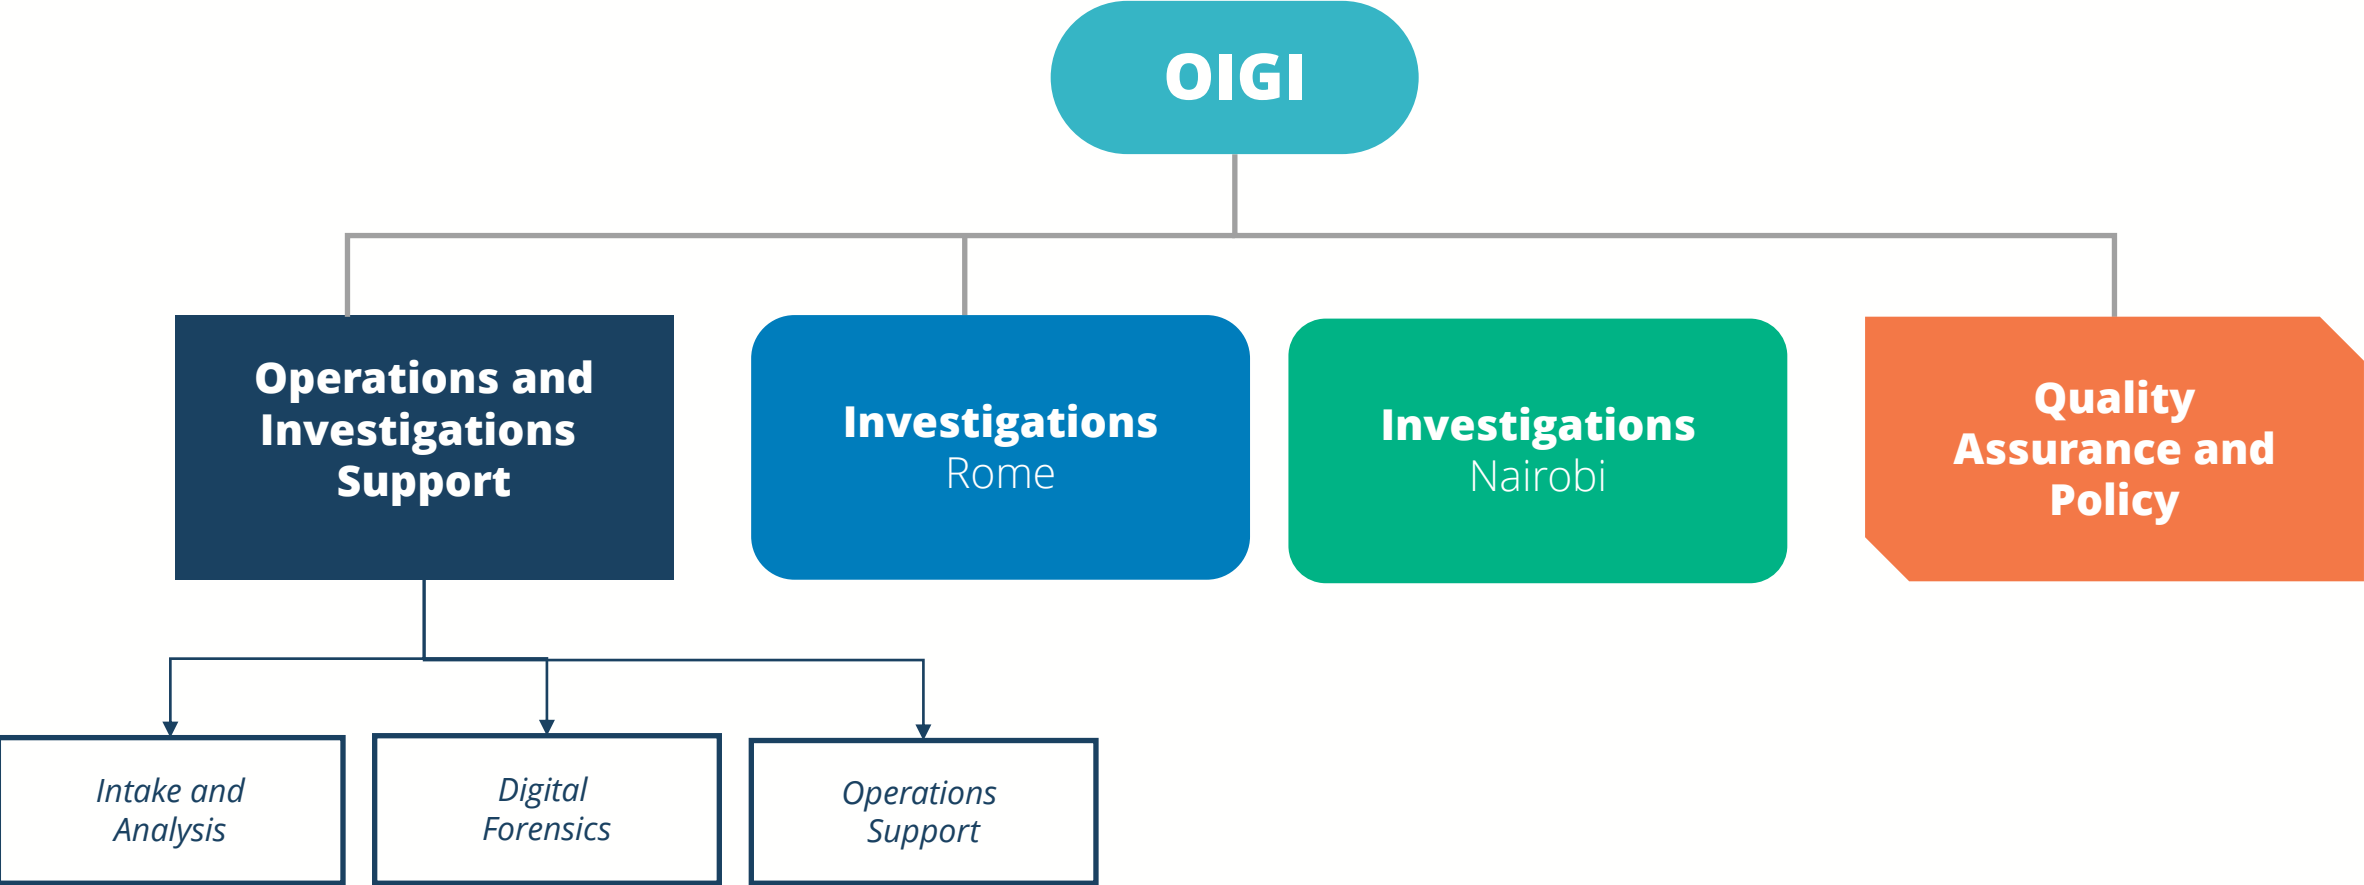 OIGI
Operations and
Investigations
Support
Investigations
Rome
Investigations
Nairobi
Quality
Assurance and
Policy
Intake and
Analysis
Digital
Forensics
Operations
Support